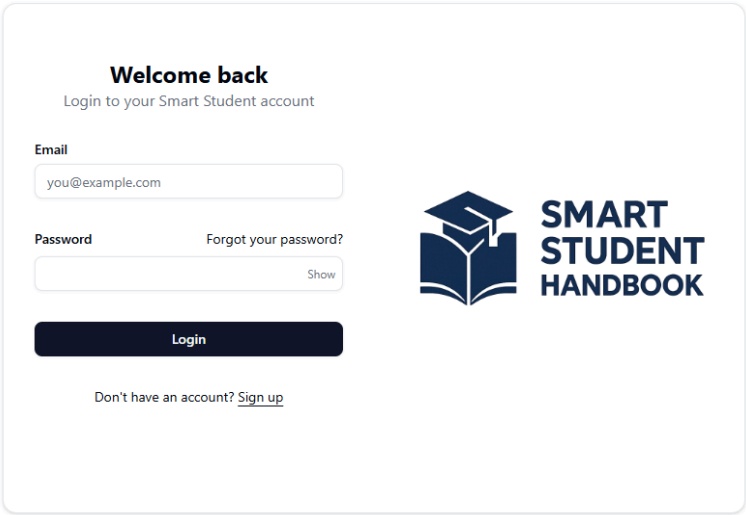 Welcome back
Login to your Smart Student account
Email
you@example.com
Password
Forgot your password?
Show
Login
Don't have an account? Sign up
SMART
STUDENT
HANDBOOK